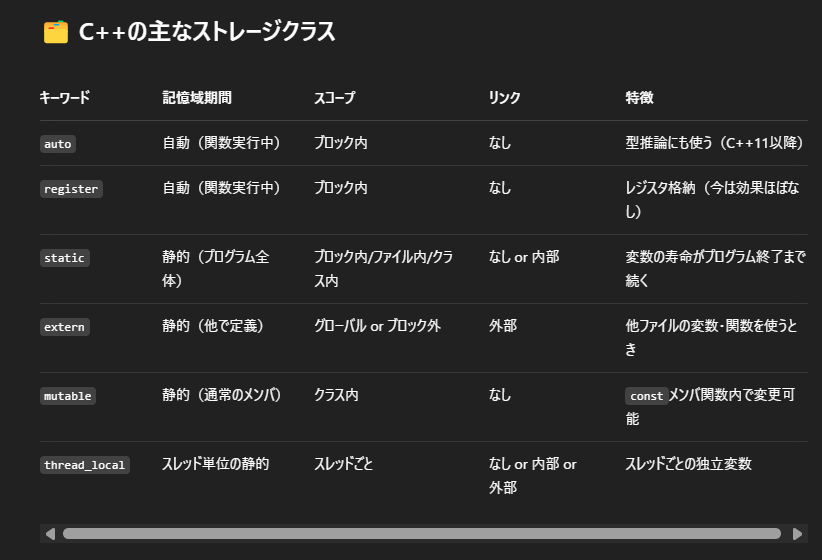 C++の主なストレージクラス
キーワード 記憶域期間 スコープ リンク 特徴
auto 自動（関数実行中） ブロック内 なし 型推論にも使う（C++11以降）
register 自動（関数実行中） ブロック内 なし レジスタ格納（今は効果ほぼな
し）
static 静的（プログラム全 ブロック内/ファイル内/クラ なし or 内部 変数の寿命がプログラム終了まで
体） ス内 続く
extern 静的（他で定義） グローバル or ブロック外 外部 他ファイルの変数・関数を使うと
き
mutable 静的（通常のメンバ） クラス内 なし constメンバ関数内で変更可
能
thread_local スレッド単位の静的 スレッドごと なし or 内部 or スレッドごとの独立変数
外部